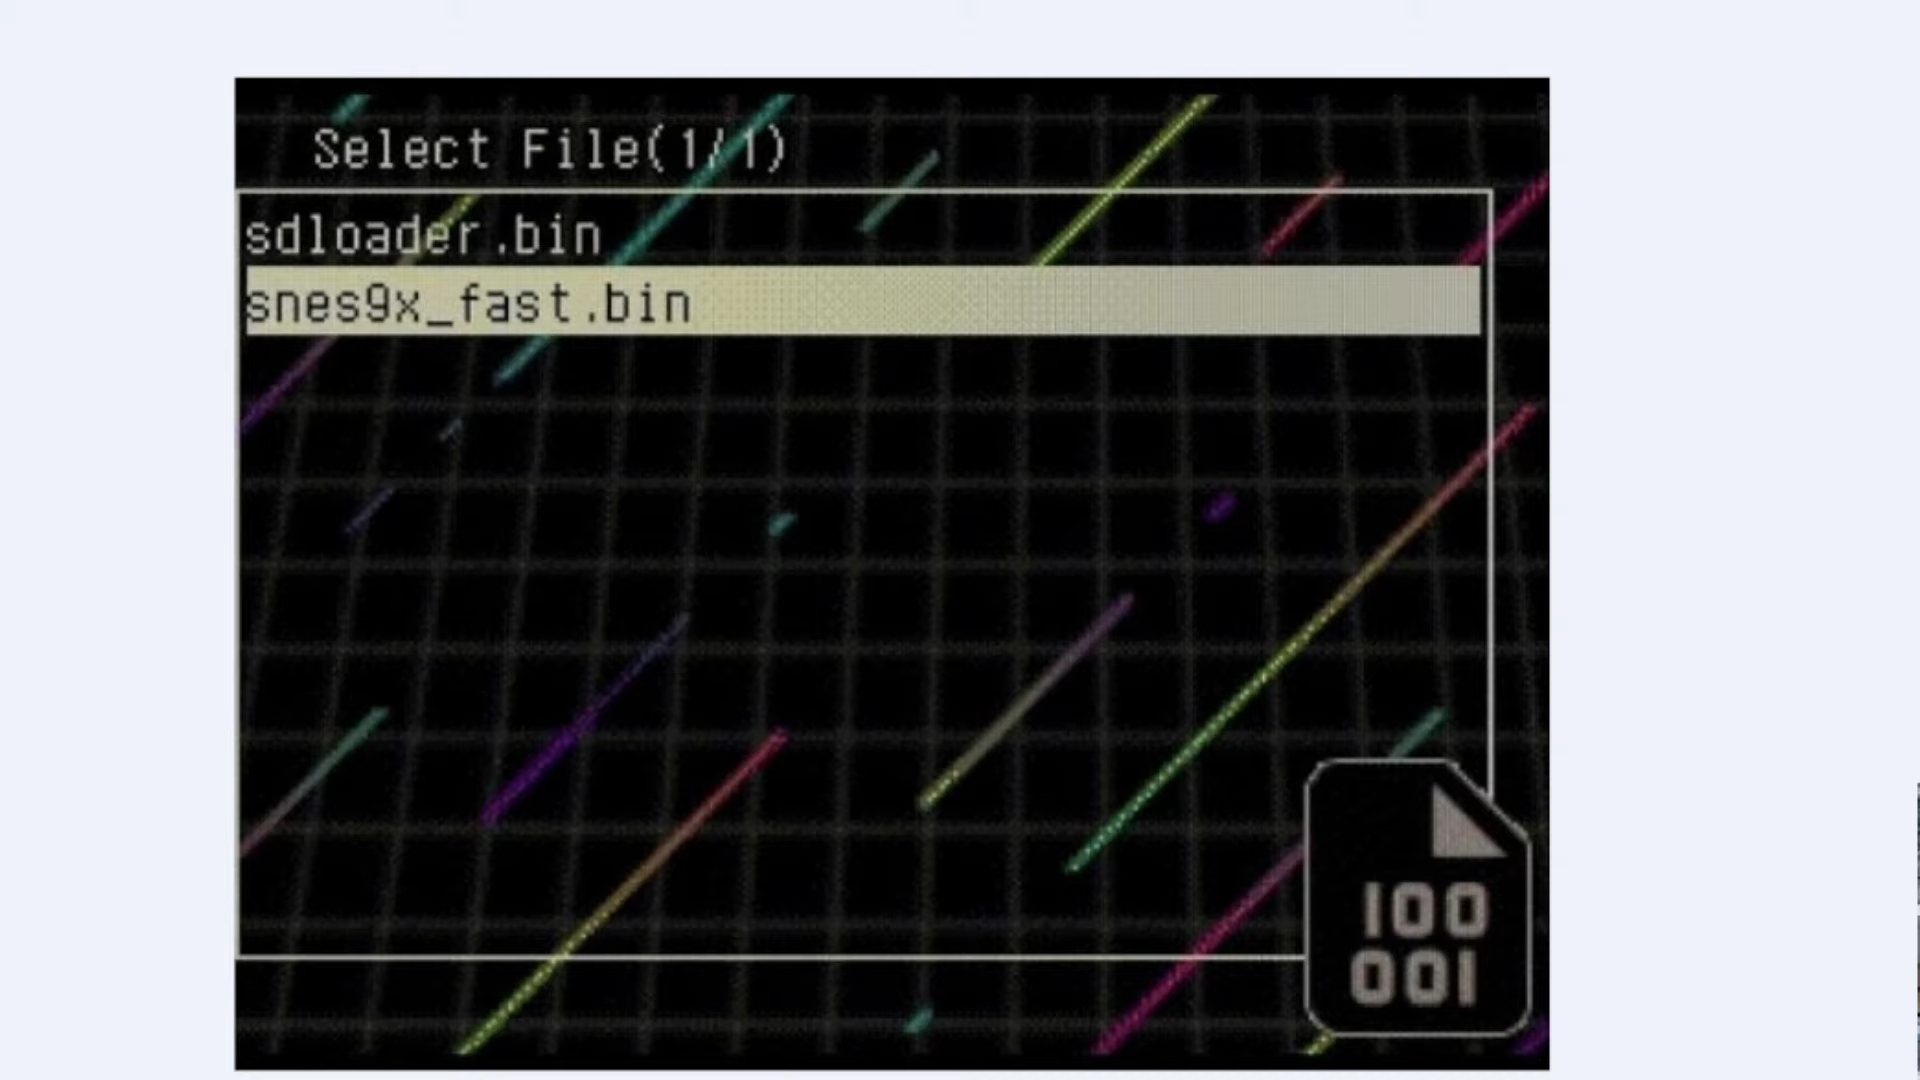 Select File(1/1)
sdloader.bin
snes9x_fast.bin
100
001